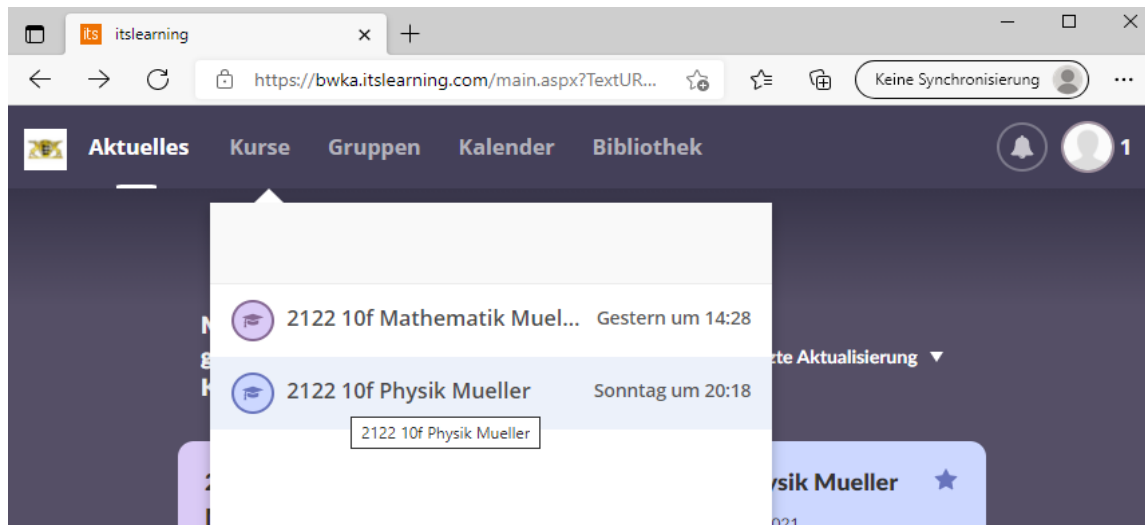 its itslearning
https://bwka.itslearning.com/main.aspx?TextUR... Keine Synchronisierung
Aktuelles Kurse Gruppen Kalender Bibliothek 1
2122 10f Mathematik Muel... Gestern um 14:28
zte Aktualisierung
2122 10f Physik Mueller Sonntag um 20:18
2122 10f Physik Mueller
ysik Mueller
021